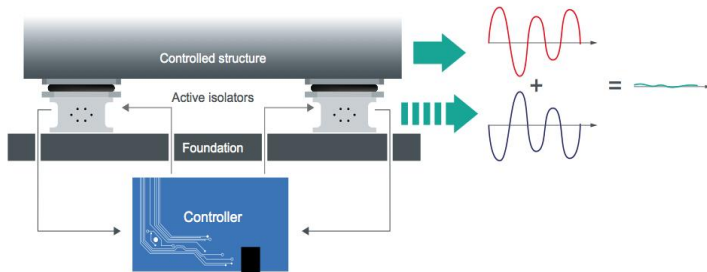 Controlled structure
Active isolators
Foundation
Controller
+
=